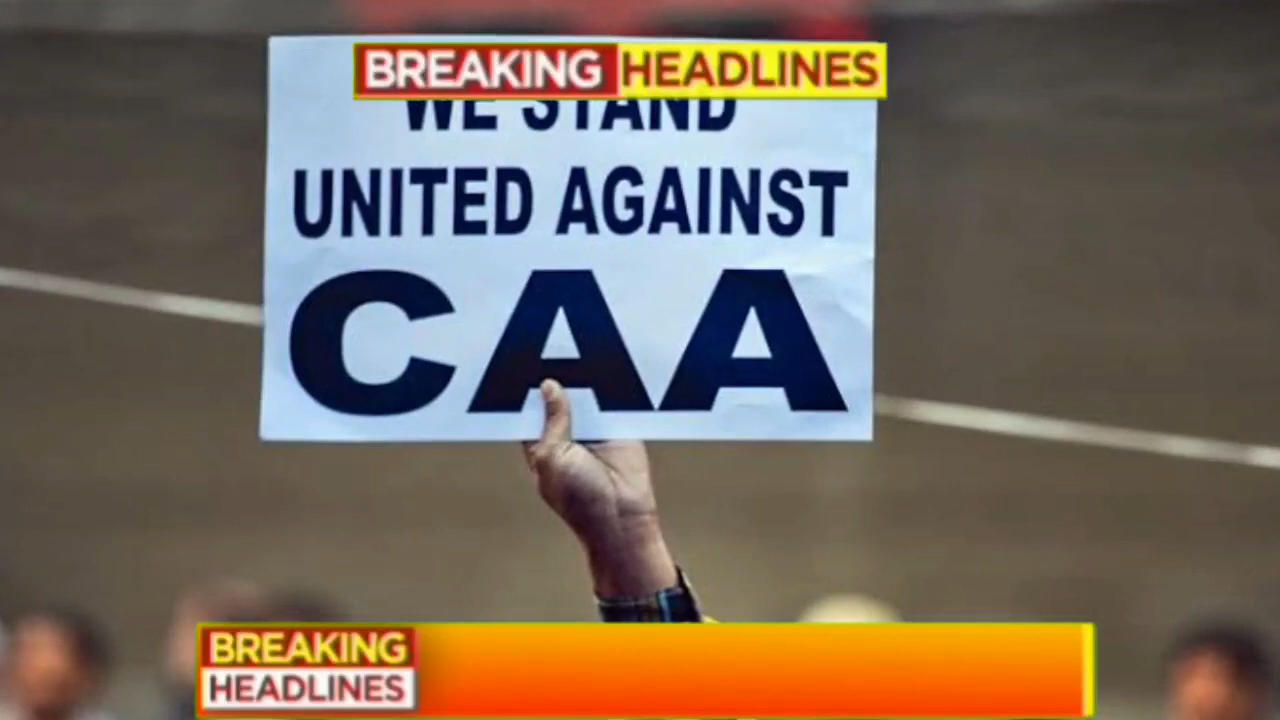 BREAKING HEADLINES
WE STAND
UNITED AGAINST
CAA
BREAKING
HEADLINES